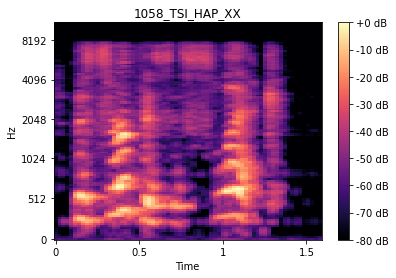 1058_TSI_HAP_XX
Hz
8192
4096
2048
1024
512
0
0
0.5
1
1.5
Time
+0 dB
-10 dB
-20 dB
-30 dB
-40 dB
-50 dB
-60 dB
-70 dB
-80 dB